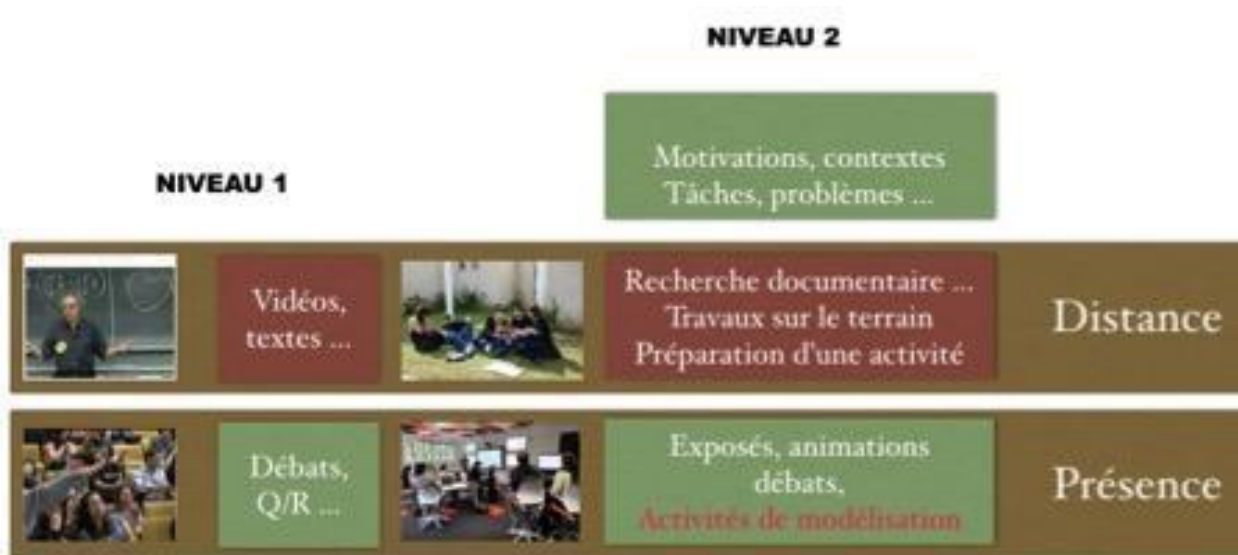 NIVEAU 2
Motivations, contextes
Tâches, problèmes ...
NIVEAU 1
Vidéos,
textes ...
Recherche documentaire ...
Travaux sur le terrain
Préparation d'une activité
Distance
Débats,
Q/R ...
Exposés, animations
débats,
Activités de modélisation
Présence